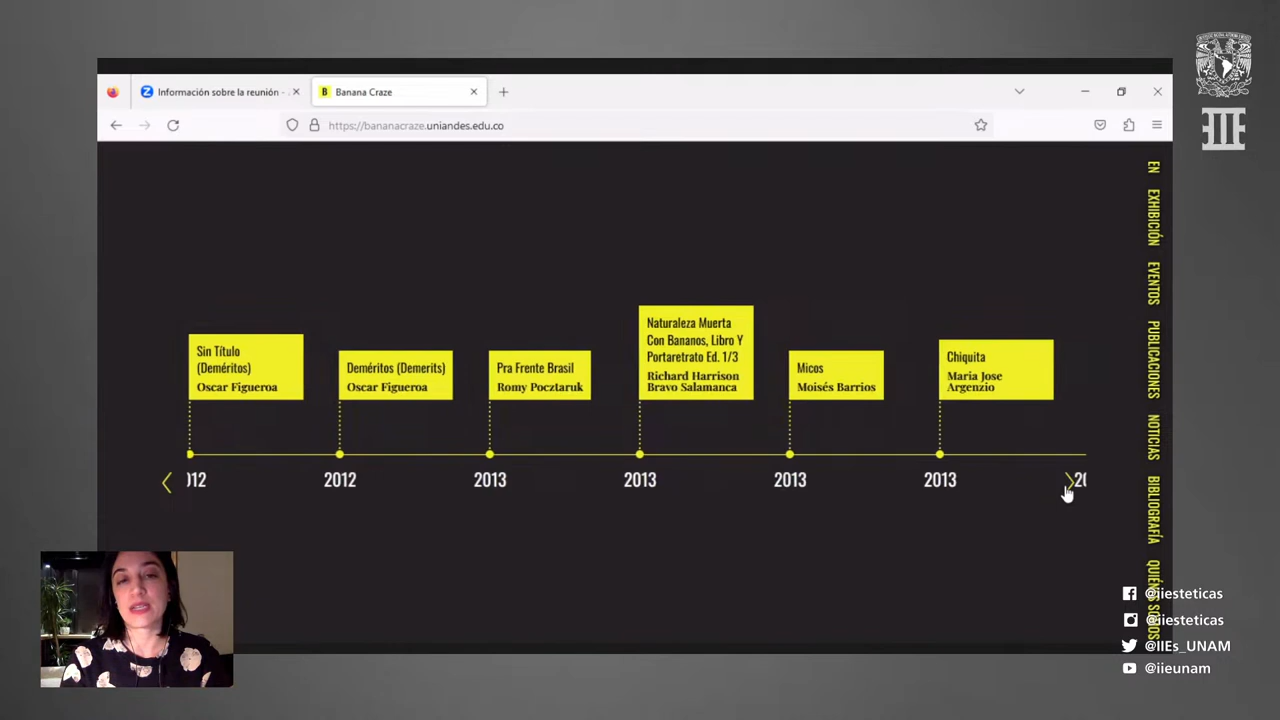 Información sobre la reunión - .
B Banana Craze
https://bananacraze.uniandes.edu.co
EN
EXHIBICIÓN
EVENTOS
PUBLICACIONES
NOTICIAS
BIBLIOGRAFÍA
Sin Título
(Deméritos)
Oscar Figueroa
Deméritos (Demerits)
Oscar Figueroa
Pra Frente Brasil
Romy Pocztaruk
Naturaleza Muerta
Con Bananos, Libro Y
Portaretrato Ed. 1/3
Richard Harrison
Bravo Salamanca
Micos
Moisés Barrios
Chiquita
Maria Jose
Argenzio
2012
2013
2013
2013
2013
@iiesteticas
@iiesteticas
@IIEs_UNAM
@iieunam